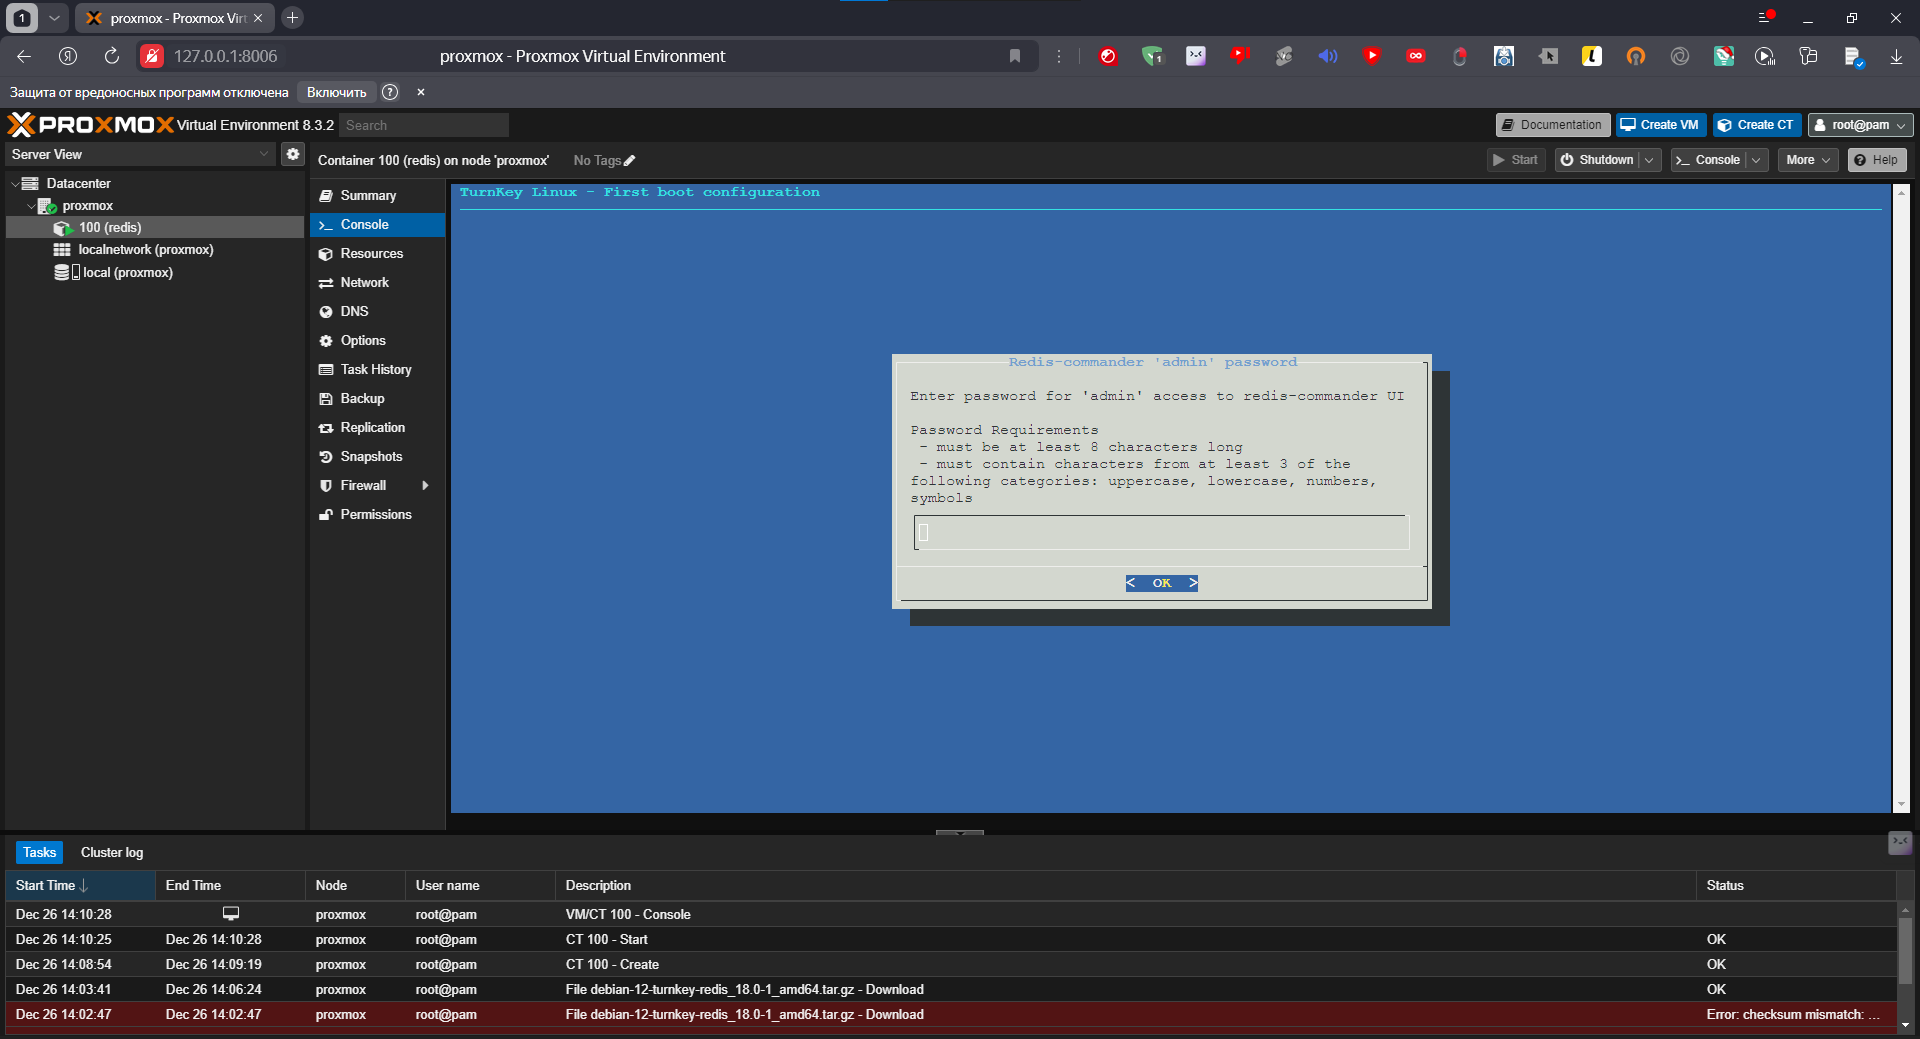 1
proxmox - Proxmox Virt
127.0.0.1:8006
proxmox - Proxmox Virtual Environment
Защита от вредоносных программ отключена
Включить
PROXMOX Virtual Environment 8.3.2
Search
Documentation
Create VM
Create CT
root@pam
Server View
Container 100 (redis) on node 'proxmox'
No Tags
Start
Shutdown
Console
More
Help
Datacenter
proxmox
100 (redis)
localnetwork (proxmox)
local (proxmox)
Summary
Console
Resources
Network
DNS
Options
Task History
Backup
Replication
Snapshots
Firewall
Permissions
TurnKey Linux - First boot configuration
Redis-commander 'admin' password
Enter password for 'admin' access to redis-commander UI
Password Requirements
- must be at least 8 characters long
- must contain characters from at least 3 of the
following categories: uppercase, lowercase, numbers,
symbols
< OK >
Tasks
Cluster log
Start Time End Time Node User name Description Status
Dec 26 14:10:28 proxmox root@pam VM/CT 100 - Console
Dec 26 14:10:25 Dec 26 14:10:28 proxmox root@pam CT 100 - Start OK
Dec 26 14:08:54 Dec 26 14:09:19 proxmox root@pam CT 100 - Create OK
Dec 26 14:03:41 Dec 26 14:06:24 proxmox root@pam File debian-12-turnkey-redis_18.0-1_amd64.tar.gz - Download OK
Dec 26 14:02:47 Dec 26 14:02:47 proxmox root@pam File debian-12-turnkey-redis_18.0-1_amd64.tar.gz - Download Error: checksum mismatch: ...